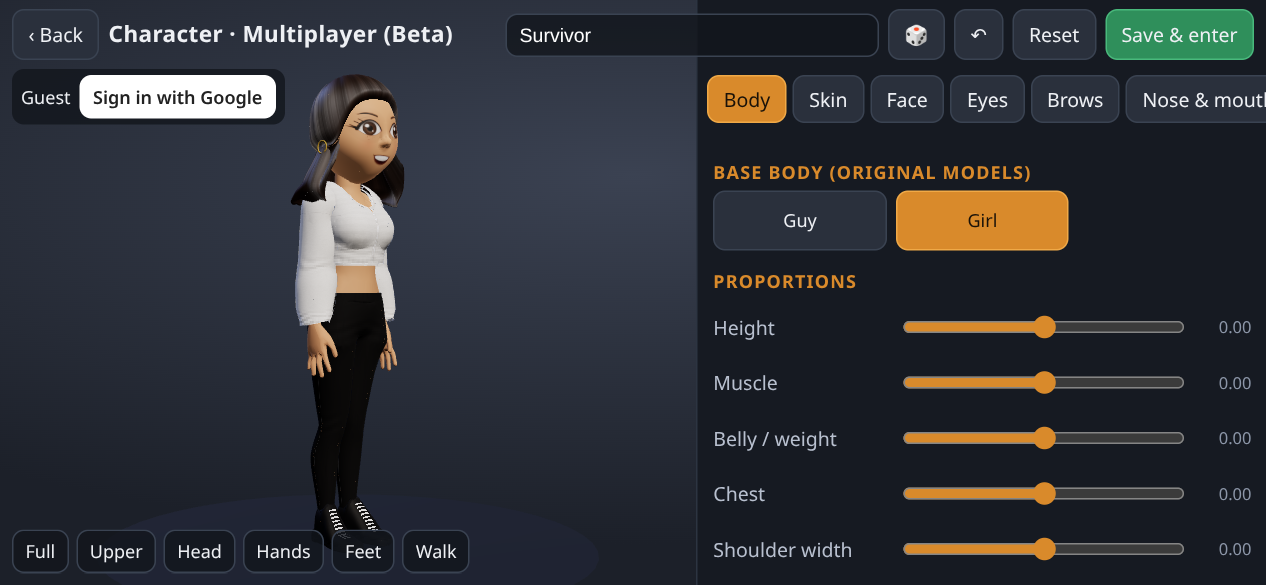 ‹ Back
Character · Multiplayer (Beta)
Survivor
Reset
Save & enter
Guest
Sign in with Google
Body
Skin
Face
Eyes
Brows
Nose & mouth
BASE BODY (ORIGINAL MODELS)
Guy
Girl
PROPORTIONS
Height 0.00
Muscle 0.00
Belly / weight 0.00
Chest 0.00
Shoulder width 0.00
Full
Upper
Head
Hands
Feet
Walk